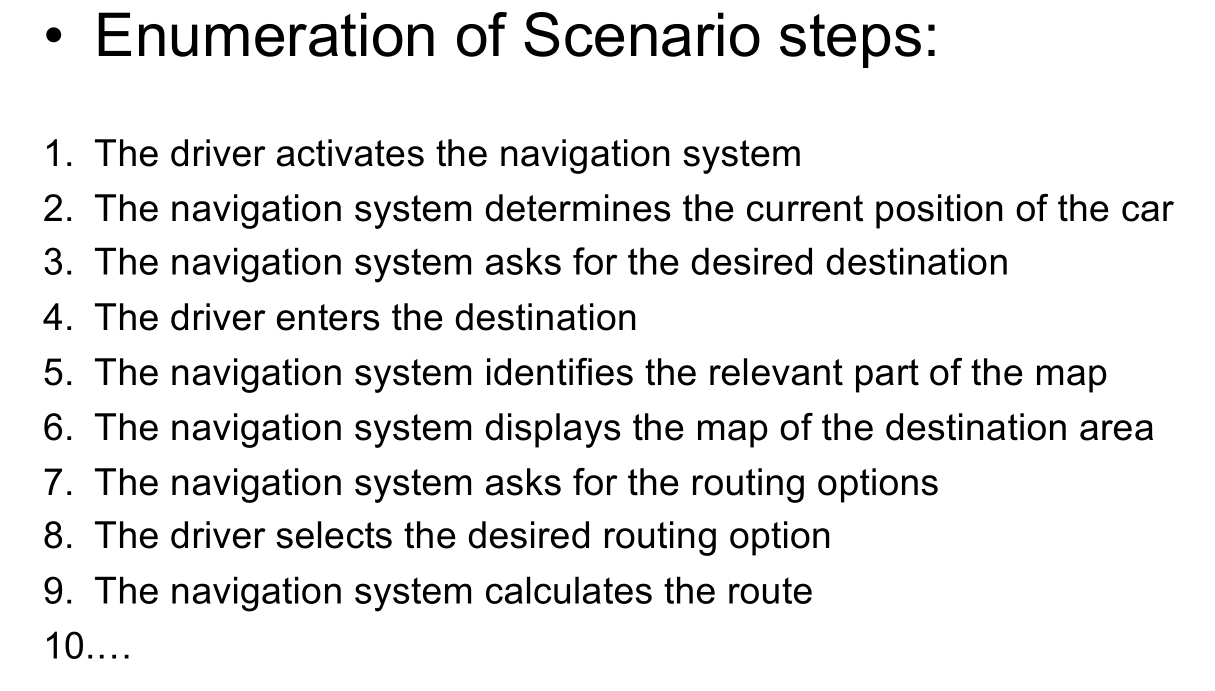 • Enumeration of Scenario steps:
1. The driver activates the navigation system
2. The navigation system determines the current position of the car
3. The navigation system asks for the desired destination
4. The driver enters the destination
5. The navigation system identifies the relevant part of the map
6. The navigation system displays the map of the destination area
7. The navigation system asks for the routing options
8. The driver selects the desired routing option
9. The navigation system calculates the route
10.…